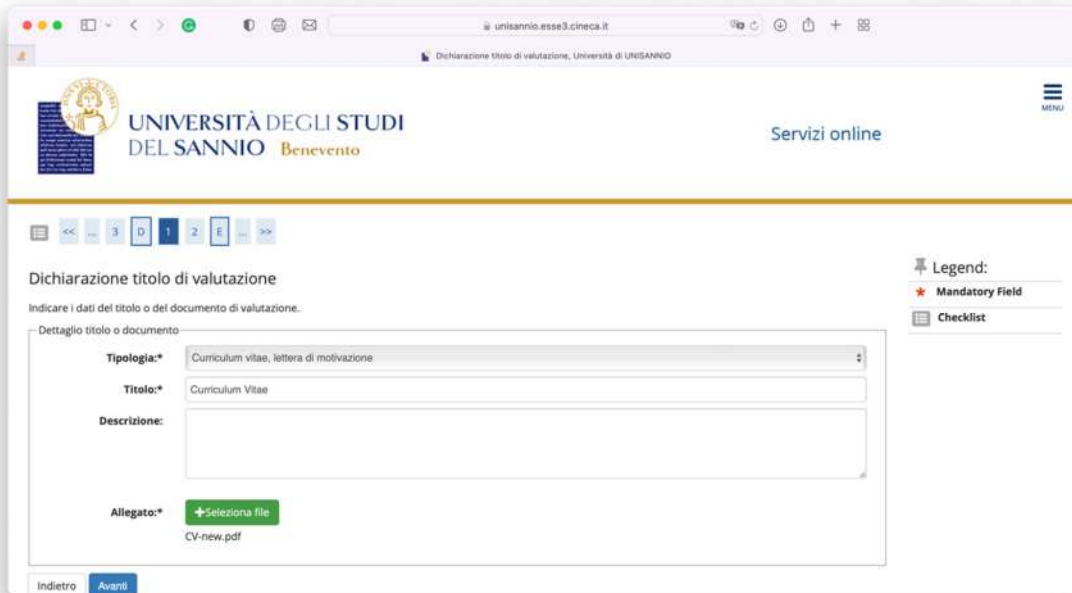 unisannio.esse3.cineca.it
Dichiarazione titolo di valutazione, Università di UNISANNIO
UNIVERSITÀ DEGLI STUDI
DEL SANNIO Benevento
Servizi online
MENU
<< ... 3 D 1 2 E ... >>
Dichiarazione titolo di valutazione
Indicare i dati del titolo o del documento di valutazione.
Dettaglio titolo o documento
Tipologia:* Curriculum vitae, lettera di motivazione
Titolo:* Curriculum Vitae
Descrizione:
Allegato:* +Seleziona file
CV-new.pdf
Indietro Avanti
Legend:
* Mandatory Field
Checklist